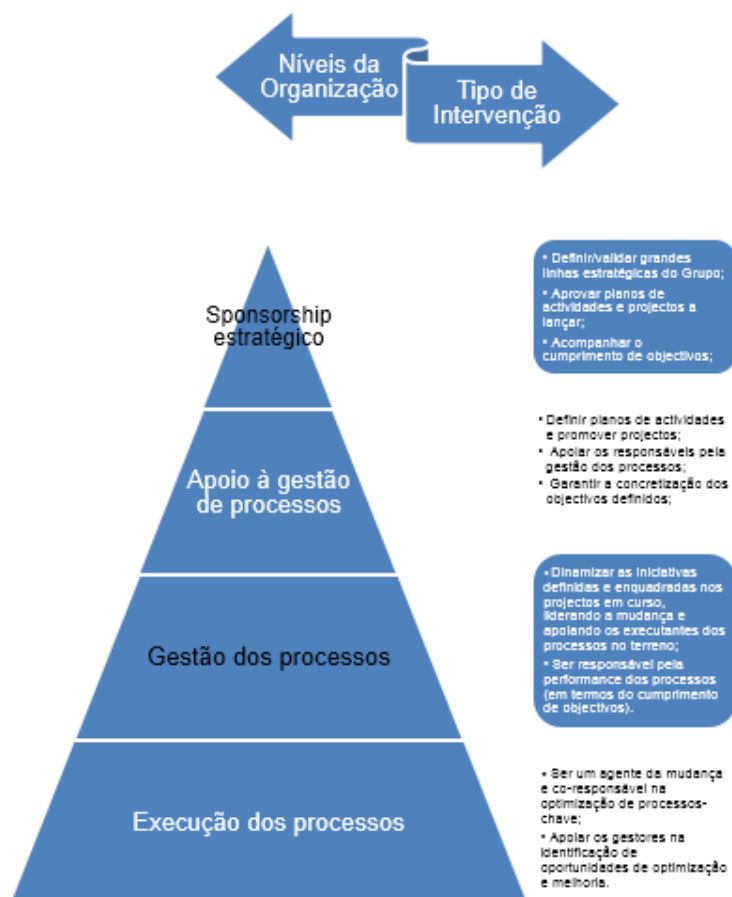 Níveis da
Organização
Tipo de
Intervenção
Sponsorship
estratégico
• Definir/validar grandes
linhas estratégicas do Grupo;
• Aprovar planos de
actividades e projectos a
lançar;
• Acompanhar o
cumprimento de objectivos;
Apoio à gestão
de processos
• Definir planos de actividades
e promover projectos;
• Apoiar os responsáveis pela
gestão dos processos;
• Garantir a concretização dos
objectivos definidos;
Gestão dos processos
• Dinamizar as iniciativas
definidas e enquadradas nos
projectos em curso,
liderando a mudança e
apoiando os executantes dos
processos no terreno;
• Ser responsável pela
performance dos processos
(em termos do cumprimento
de objectivos).
Execução dos processos
• Ser um agente da mudança
e co-responsável na
optimização de processos-
chave;
• Apoiar os gestores na
identificação de
oportunidades de optimização
e melhoria.